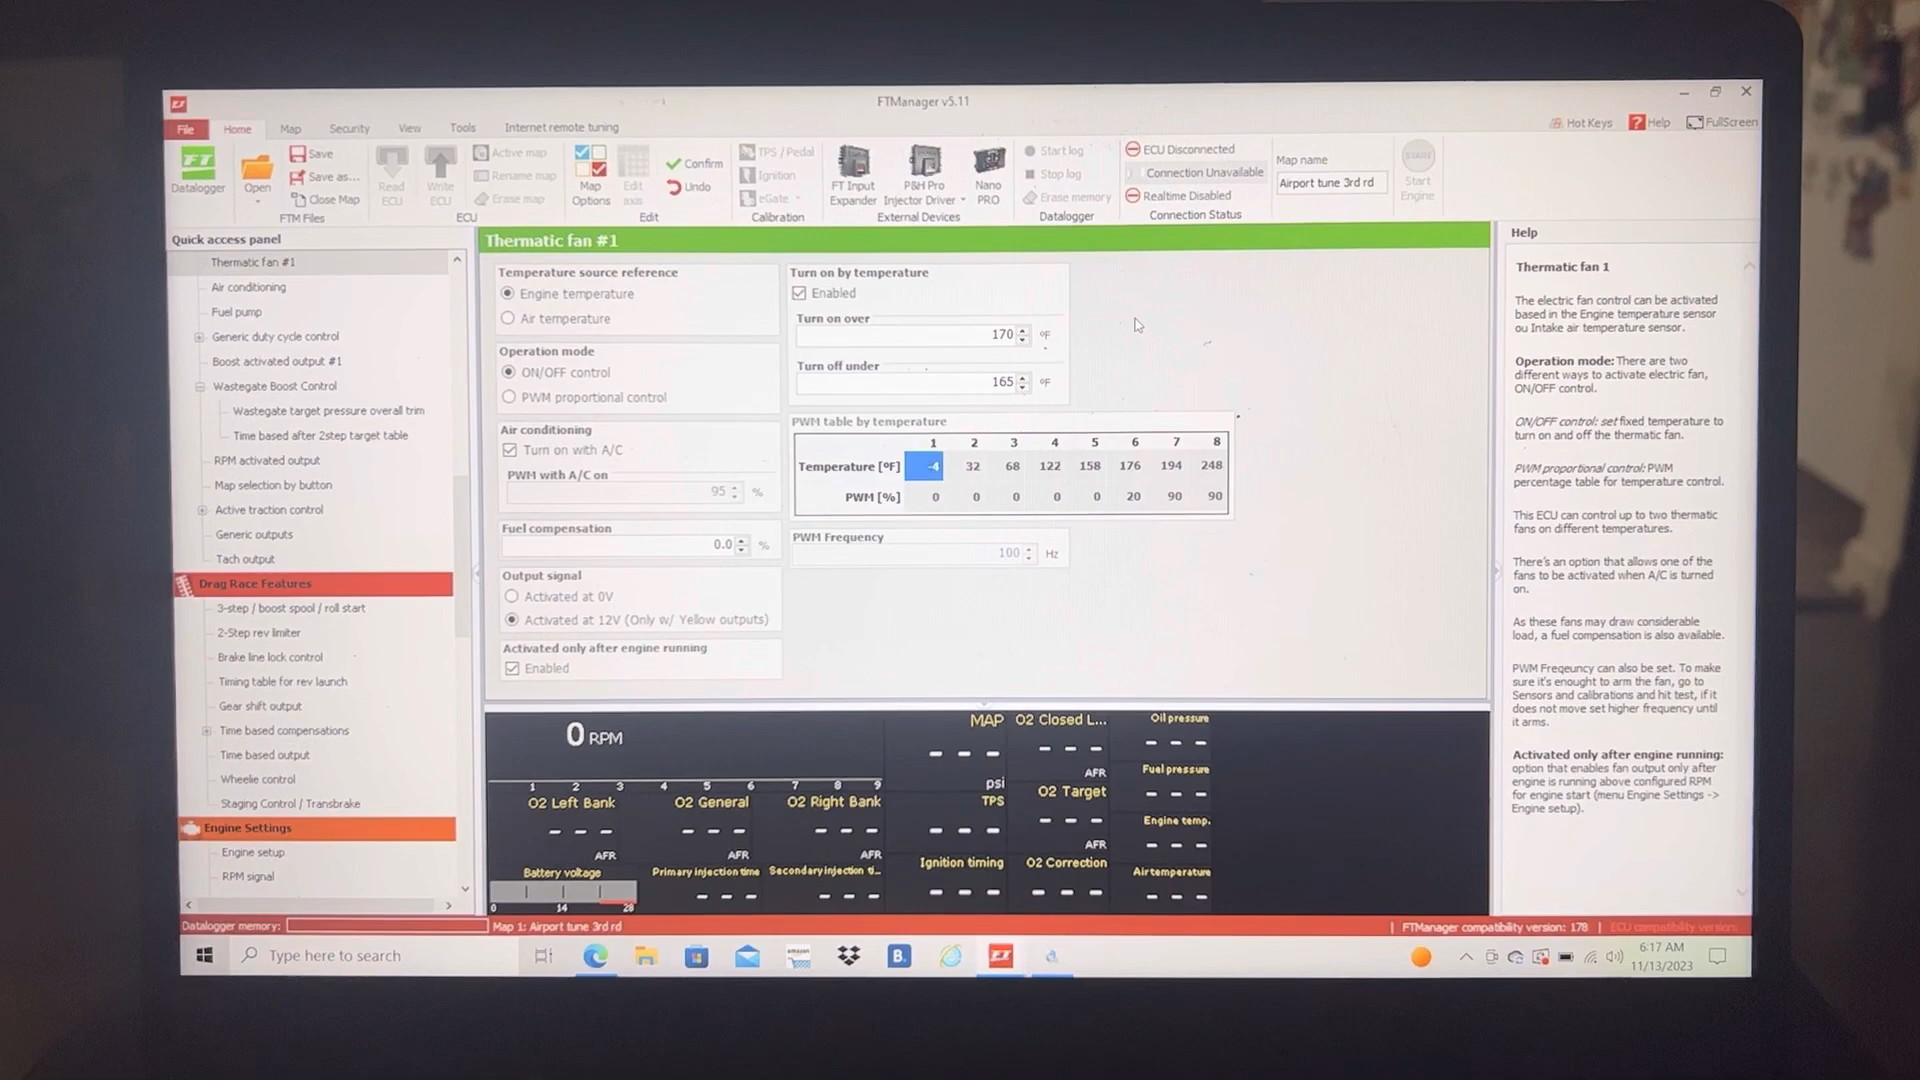 FTManager v5.11
File Home Map Security View Tools Internet remote tuning
Hot Keys Help FullScreen
FT Datalogger
Open
Save
Save as...
Close Map
FTM Files
Read ECU
Write ECU
Active map
Rename map
Erase map
ECU
Map Options
Edit axis
Confirm
Undo
Edit
TPS / Pedal
Ignition
eGate
Calibration
FT Input Expander
P&H Pro Injector Driver
Nano PRO
External Devices
Start log
Stop log
Erase memory
Datalogger
ECU Disconnected
Connection Unavailable
Realtime Disabled
Connection Status
Map name
Airport tune 3rd rd
START
Start Engine
Quick access panel
Thermatic fan #1
Air conditioning
Fuel pump
Generic duty cycle control
Boost activated output #1
Wastegate Boost Control
Wastegate target pressure overall trim
Time based after 2step target table
RPM activated output
Map selection by button
Active traction control
Generic outputs
Tach output
Drag Race Features
3-step / boost spool / roll start
2-Step rev limiter
Brake line lock control
Timing table for rev launch
Gear shift output
Time based compensations
Time based output
Wheelie control
Staging Control / Transbrake
Engine Settings
Engine setup
RPM signal
Thermatic fan #1
Temperature source reference
Engine temperature
Air temperature
Operation mode
ON/OFF control
PWM proportional control
Air conditioning
Turn on with A/C
PWM with A/C on
95 %
Fuel compensation
0.0 %
Output signal
Activated at 0V
Activated at 12V (Only w/ Yellow outputs)
Activated only after engine running
Enabled
Turn on by temperature
Enabled
Turn on over
170 ºF
Turn off under
165 ºF
PWM table by temperature
1 2 3 4 5 6 7 8
Temperature [ºF] -4 32 68 122 158 176 194 248
PWM [%] 0 0 0 0 0 20 90 90
PWM Frequency
100 Hz
Help
Thermatic fan 1
The electric fan control can be activated
based in the Engine temperature sensor
ou Intake air temperature sensor.
Operation mode: There are two
different ways to activate electric fan,
ON/OFF control.
ON/OFF control: set fixed temperature to
turn on and off the thermatic fan.
PWM proportional control: PWM
percentage table for temperature control.
This ECU can control up to two thermatic
fans on different temperatures.
There's an option that allows one of the
fans to be activated when A/C is turned
on.
As these fans may draw considerable
load, a fuel compensation is also available.
PWM Freqeuncy can also be set. To make
sure it's enought to arm the fan, go to
Sensors and calibrations and hit test, if it
does not move set higher frequency until
it arms.
Activated only after engine running:
option that enables fan output only after
engine is running above configured RPM
for engine start (menu Engine Settings ->
Engine setup).
0 RPM
1 2 3 4 5 6 7 8 9
O2 Left Bank
--- AFR
O2 General
--- AFR
O2 Right Bank
--- AFR
Battery voltage
0 14 28
Primary injection time
---
Secondary injection ti...
---
MAP
--- psi
TPS
---
Ignition timing
---
O2 Closed L...
--- AFR
O2 Target
--- AFR
O2 Correction
---
Oil pressure
---
Fuel pressure
---
Engine temp.
---
Air temperature
---
Datalogger memory:
Map 1: Airport tune 3rd rd
FTManager compatibility version: 178
ECU compatibility version:
Type here to search
amazon
B.
FT
6:17 AM
11/13/2023